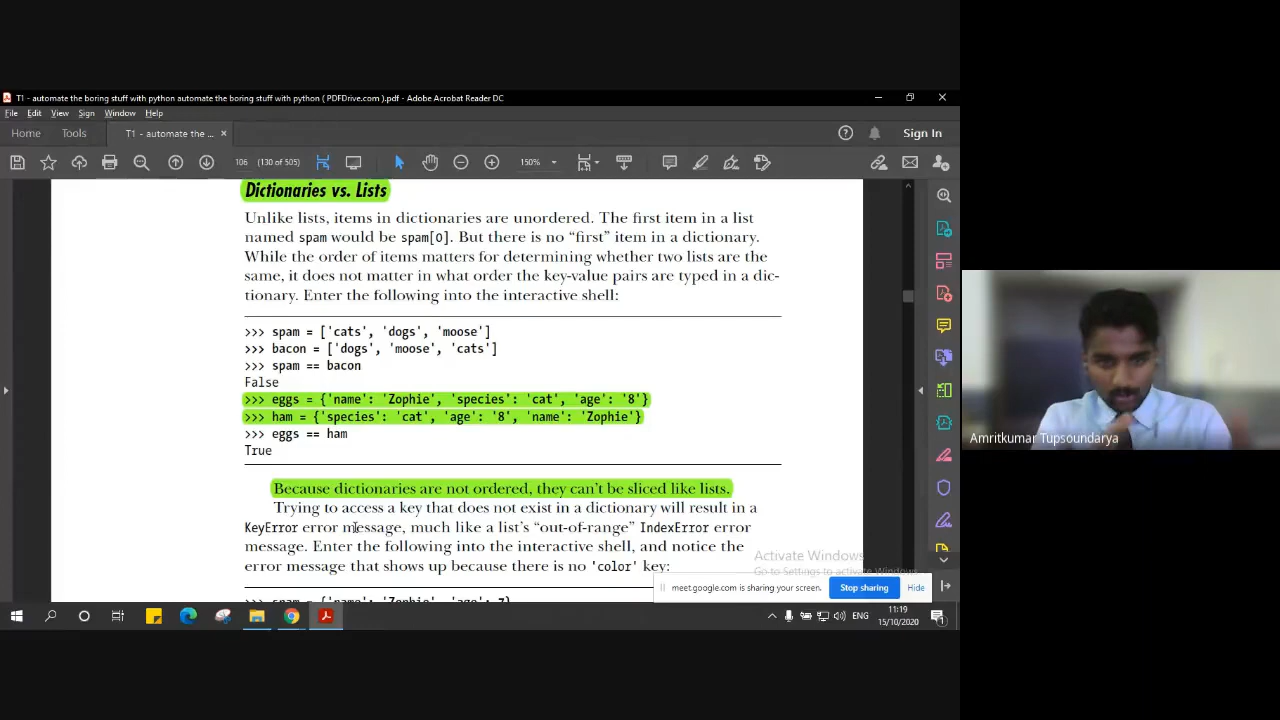 T1 - automate the boring stuff with python automate the boring stuff with python ( PDFDrive.com ).pdf - Adobe Acrobat Reader DC
File Edit View Sign Window Help
Home Tools T1 - automate the ... × Sign In
106 (130 of 505) 150%
Dictionaries vs. Lists
Unlike lists, items in dictionaries are unordered. The first item in a list
named spam would be spam[0]. But there is no “first” item in a dictionary.
While the order of items matters for determining whether two lists are the
same, it does not matter in what order the key-value pairs are typed in a dic-
tionary. Enter the following into the interactive shell:
>>> spam = ['cats', 'dogs', 'moose']
>>> bacon = ['dogs', 'moose', 'cats']
>>> spam == bacon
False
>>> eggs = {'name': 'Zophie', 'species': 'cat', 'age': '8'}
>>> ham = {'species': 'cat', 'age': '8', 'name': 'Zophie'}
>>> eggs == ham
True
Because dictionaries are not ordered, they can’t be sliced like lists.
Trying to access a key that does not exist in a dictionary will result in a
KeyError error message, much like a list’s “out-of-range” IndexError error
message. Enter the following into the interactive shell, and notice the
error message that shows up because there is no 'color' key:
>>> spam = {'name': 'Zophie', 'age': 7}
Activate Windows
Go to Settings to activate Windows.
meet.google.com is sharing your screen. Stop sharing Hide
ENG
11:19
15/10/2020
Amritkumar Tupsoundarya